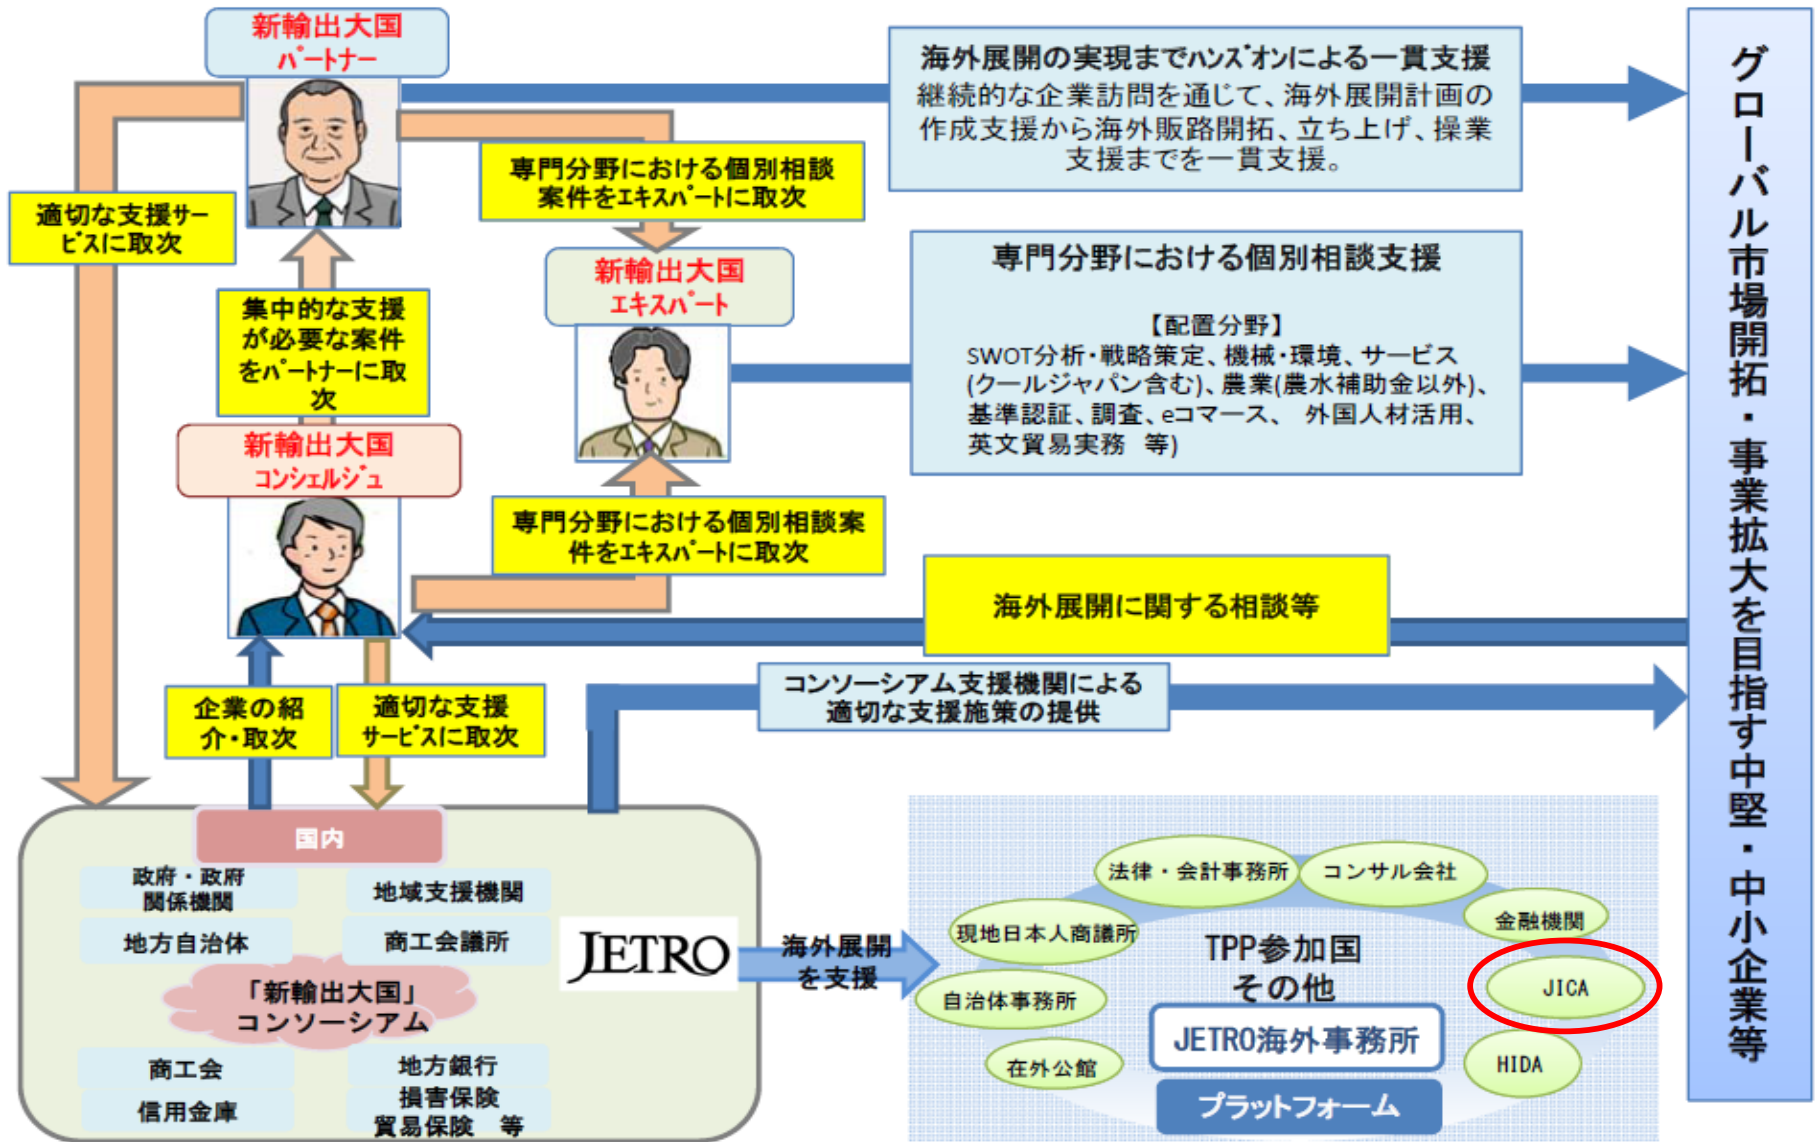 新輸出大国
パートナー
海外展開の実現までハンズオンによる一貫支援
継続的な企業訪問を通じて、海外展開計画の
作成支援から海外販路開拓、立ち上げ、操業
支援までを一貫支援。
グローバル市場開拓・事業拡大を目指す中堅・中小企業等
専門分野における個別相談
案件をエキスパートに取次
適切な支援サー
ビスに取次
新輸出大国
エキスパート
専門分野における個別相談支援
【配置分野】
SWOT分析・戦略策定、機械・環境、サービス
(クールジャパン含む)、農業(農水補助金以外)、
基準認証、調査、eコマース、 外国人材活用、
英文貿易実務 等)
集中的な支援
が必要な案件
をパートナーに取
次
新輸出大国
コンシェルジュ
専門分野における個別相談案
件をエキスパートに取次
海外展開に関する相談等
コンソーシアム支援機関による
適切な支援施策の提供
企業の紹
介・取次
適切な支援
サービスに取次
国内
政府・政府
関係機関
地域支援機関
地方自治体
商工会議所
「新輸出大国」
コンソーシアム
商工会
地方銀行
信用金庫
損害保険
貿易保険 等
JETRO
海外展開
を支援
法律・会計事務所
コンサル会社
現地日本人商議所
金融機関
自治体事務所
JICA
在外公館
HIDA
TPP参加国
その他
JETRO海外事務所
プラットフォーム